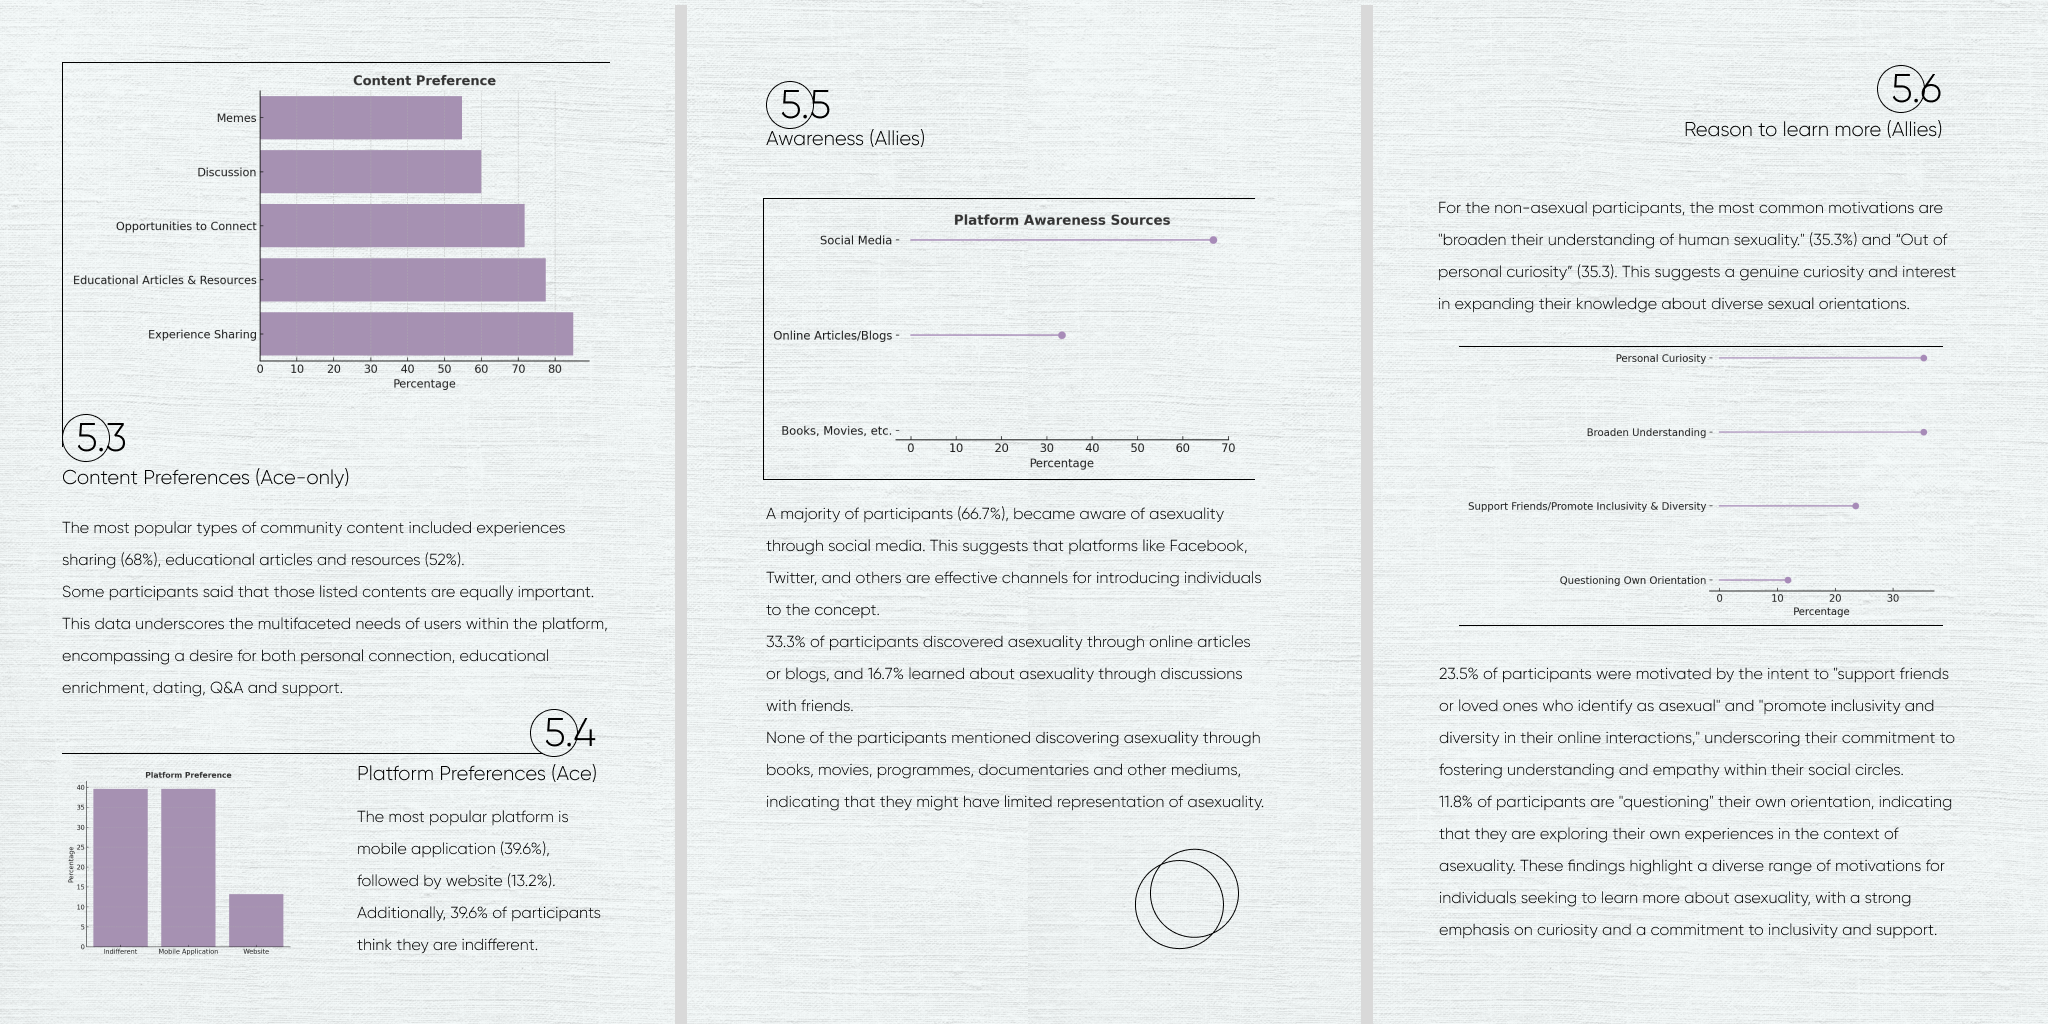 Content Preference
Memes
Discussion
Opportunities to Connect
Educational Articles & Resources
Experience Sharing
0 10 20 30 40 50 60 70 80
Percentage
5.3
Content Preferences (Ace-only)
The most popular types of community content included experiences
sharing (68%), educational articles and resources (52%).
Some participants said that those listed contents are equally important.
This data underscores the multifaceted needs of users within the platform,
encompassing a desire for both personal connection, educational
enrichment, dating, Q&A and support.
5.4
Platform Preferences (Ace)
Platform Preference
40
35
30
25
20
15
10
5
0
Percentage
Indifferent Mobile Application Website
The most popular platform is
mobile application (39.6%),
followed by website (13.2%).
Additionally, 39.6% of participants
think they are indifferent.
5.5
Awareness (Allies)
Platform Awareness Sources
Social Media
Online Articles/Blogs
Books, Movies, etc.
0 10 20 30 40 50 60 70
Percentage
A majority of participants (66.7%), became aware of asexuality
through social media. This suggests that platforms like Facebook,
Twitter, and others are effective channels for introducing individuals
to the concept.
33.3% of participants discovered asexuality through online articles
or blogs, and 16.7% learned about asexuality through discussions
with friends.
None of the participants mentioned discovering asexuality through
books, movies, programmes, documentaries and other mediums,
indicating that they might have limited representation of asexuality.
5.6
Reason to learn more (Allies)
For the non-asexual participants, the most common motivations are
"broaden their understanding of human sexuality." (35.3%) and “Out of
personal curiosity” (35.3). This suggests a genuine curiosity and interest
in expanding their knowledge about diverse sexual orientations.
Personal Curiosity
Broaden Understanding
Support Friends/Promote Inclusivity & Diversity
Questioning Own Orientation
0 10 20 30
Percentage
23.5% of participants were motivated by the intent to "support friends
or loved ones who identify as asexual" and "promote inclusivity and
diversity in their online interactions," underscoring their commitment to
fostering understanding and empathy within their social circles.
11.8% of participants are "questioning" their own orientation, indicating
that they are exploring their own experiences in the context of
asexuality. These findings highlight a diverse range of motivations for
individuals seeking to learn more about asexuality, with a strong
emphasis on curiosity and a commitment to inclusivity and support.